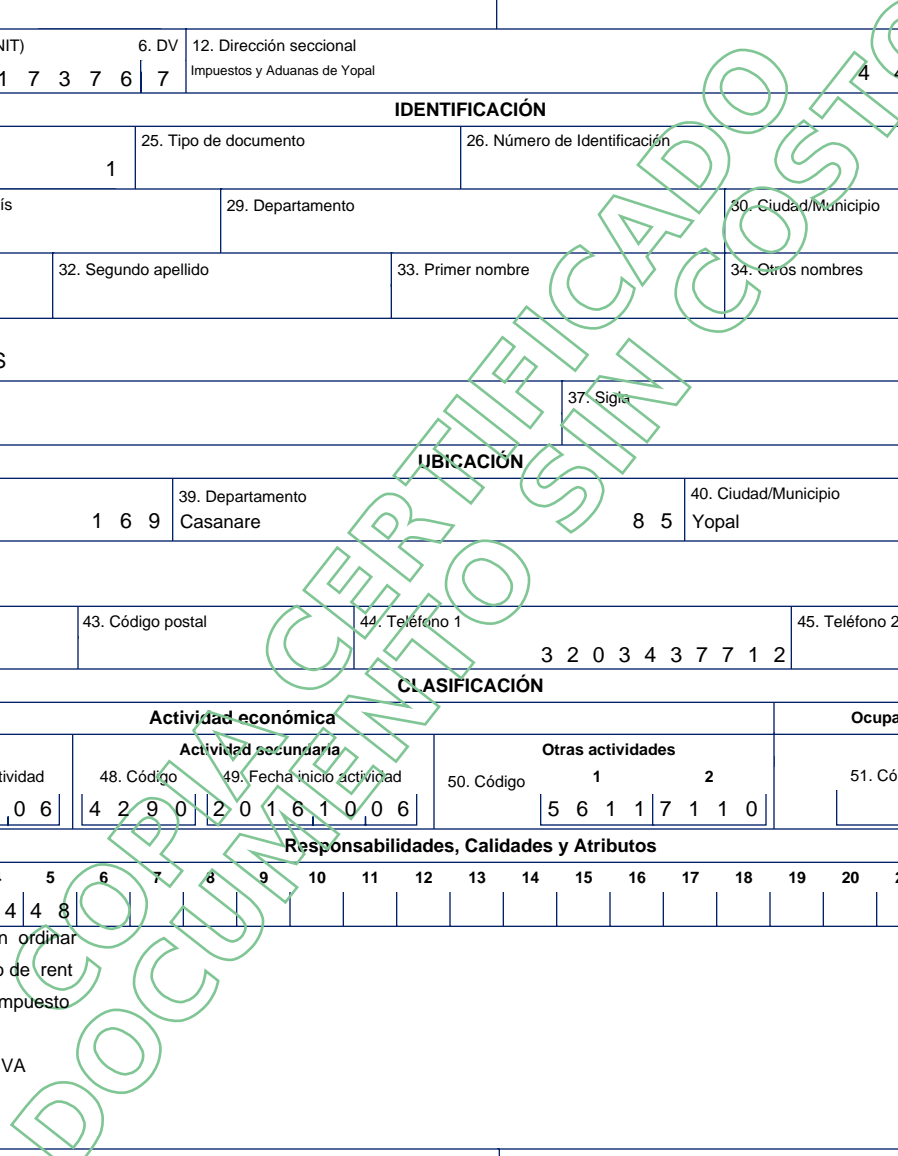 NIT) 6. DV 12. Dirección seccional
1 7 3 7 6 7 Impuestos y Aduanas de Yopal 4 4
IDENTIFICACIÓN
25. Tipo de documento 26. Número de Identificación
1
ís 29. Departamento 30. Ciudad/Municipio
32. Segundo apellido 33. Primer nombre 34. Otros nombres
S
37. Sigla
UBICACIÓN
39. Departamento 40. Ciudad/Municipio
1 6 9 Casanare 8 5 Yopal
43. Código postal 44. Teléfono 1 45. Teléfono 2
3 2 0 3 4 3 7 7 1 2
CLASIFICACIÓN
Actividad económica Ocupa
Actividad secundaria Otras actividades
tividad 48. Código 49. Fecha inicio actividad 50. Código 1 2 51. Có
0 6 4 2 9 0 2 0 1 6 1 0 0 6 5 6 1 1 7 1 1 0
Responsabilidades, Calidades y Atributos
5 6 7 8 9 10 11 12 13 14 15 16 17 18 19 20
4 4 8
n ordinar
o de rent
mpuesto
VA
COPIA CERTIFICADO
DOCUMENTO SIN COSTO